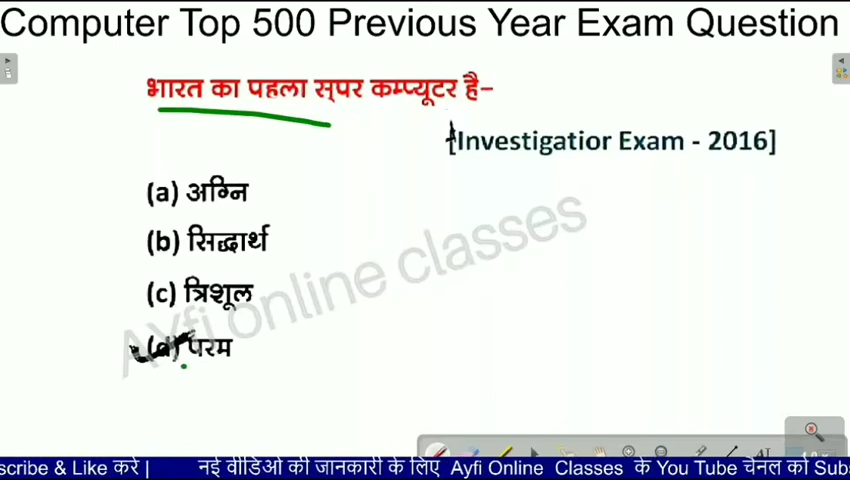 Computer Top 500 Previous Year Exam Question
भारत का पहला सुपर कम्प्यूटर है-
[Investigatior Exam - 2016]
(a) अग्नि
(b) सिद्धार्थ
(c) त्रिशूल
(d) परम
Ayfi online classes
scribe & Like करे | नई वीडिओ की जानकारी के लिए Ayfi Online Classes के You Tube चेनल को Subs